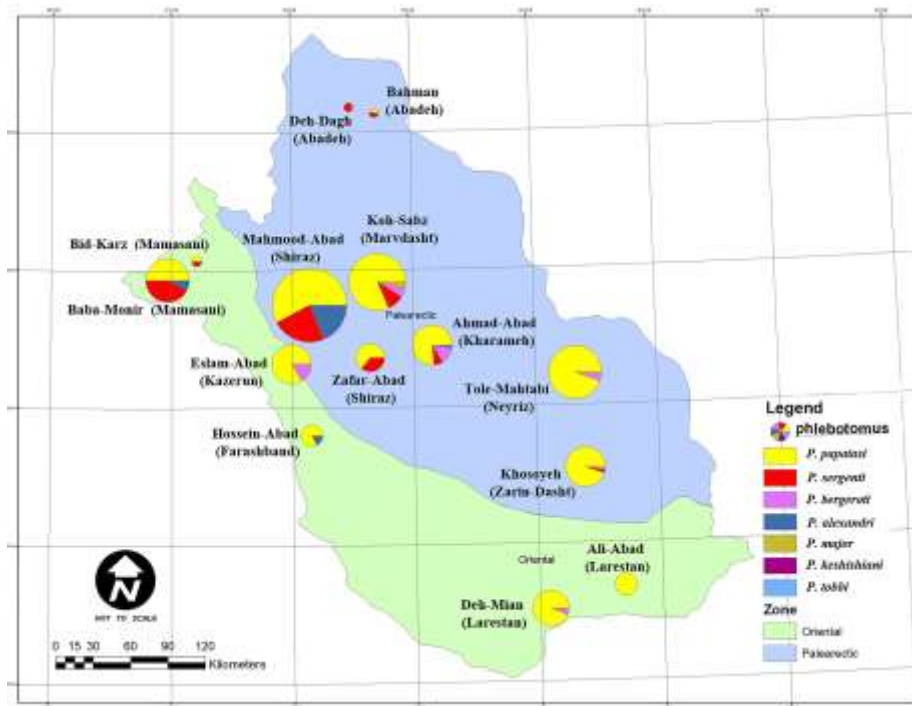 Bahman
(Abadeh)
Deh-Dagh
(Abadeh)
Koh-Sabz
(Marvdasht)
Mahmood-Abad
(Shiraz)
Bid-Karz (Mamasani)
Baba-Monir (Mamasani)
Palearectic
Ahmad-Abad
(Kharameh)
Eslam-Abad
(Kazerun)
Zafar-Abad
(Shiraz)
Tole-Mahtabi
(Neyriz)
Hossein-Abad
(Farashband)
Khosoyeh
(Zarin-Dasht)
Oriental
Ali-Abad
(Larestan)
Deh-Mian
(Larestan)
Legend
phlebotomus
P. papatasi
P. sergenti
P. bergeroti
P. alexandri
P. major
P. keshishiani
P. tobbi
Zone
Oriental
Palearectic
N
NOT TO SCALE
0 15 30 60 90 120
Kilometers